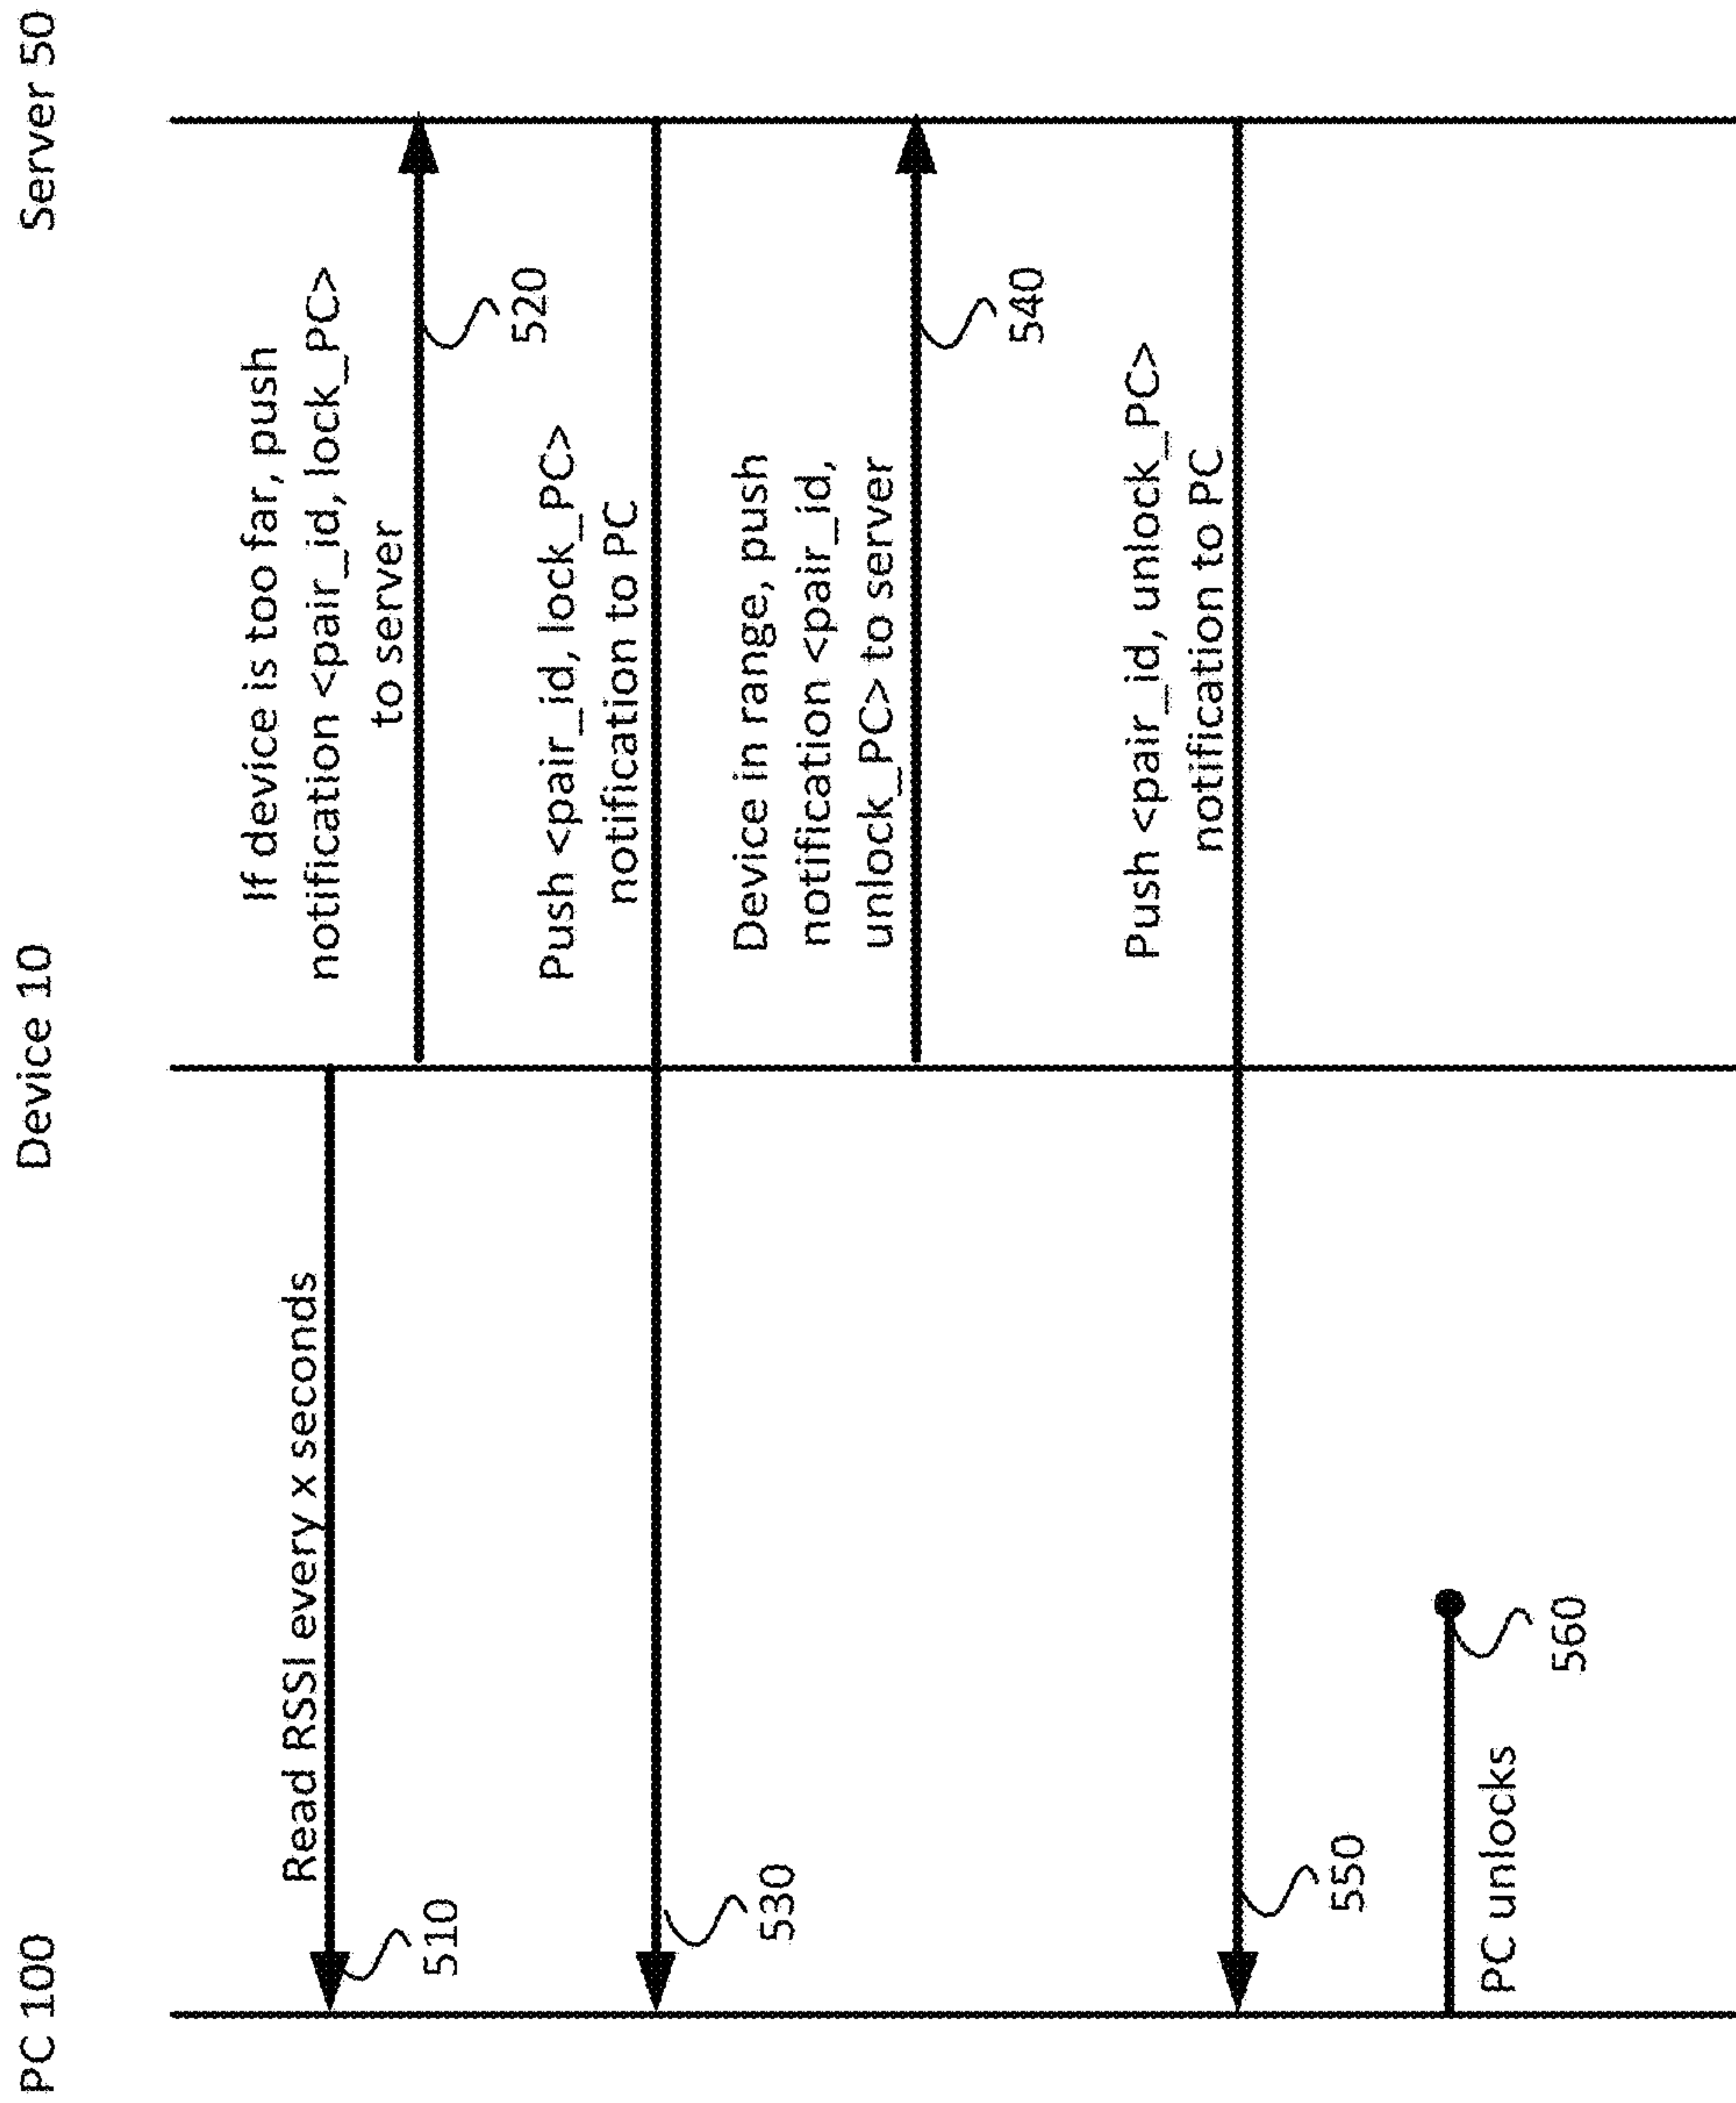 PC 100
Device 10
Server 50
Read RSSI every x seconds
510
If device is too far, push
notification <pair_id, lock_PC>
to server
520
Push <pair_id, lock_PC>
notification to PC
530
Device in range, push
notification <pair_id,
unlock_PC> to server
540
Push <pair_id, unlock_PC>
notification to PC
550
PC unlocks
560